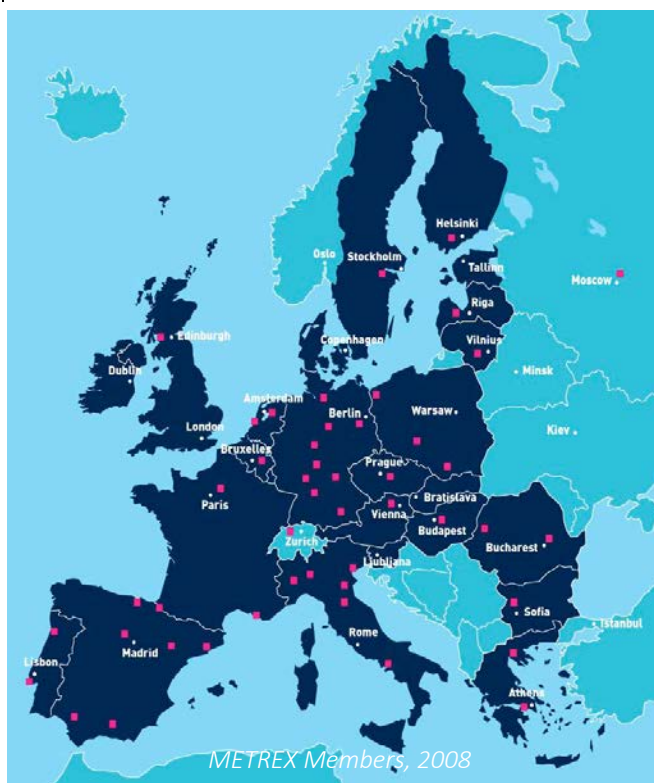 Helsinki
Oslo
Stockholm
Tallinn
Moscow
Riga
Edinburgh
Copenhagen
Vilnius
Dublin
Minsk
Amsterdam
Berlin
Warsaw
London
Kiev
Bruxelles
Prague
Paris
Bratislava
Vienna
Budapest
Zurich
Bucharest
Ljubljana
Sofia
Istanbul
Rome
Madrid
Lisbon
Athens
METREX Members, 2008